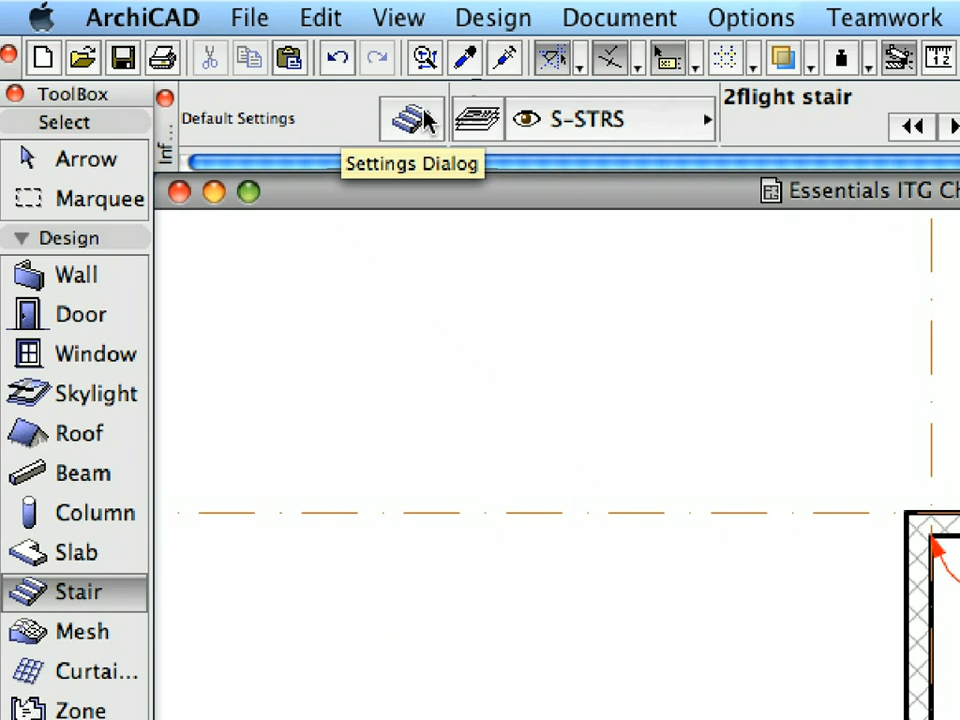 ArchiCAD File Edit View Design Document Options Teamwork
ToolBox
Select
Arrow
Marquee
Design
Wall
Door
Window
Skylight
Roof
Beam
Column
Slab
Stair
Mesh
Curtai...
Zone
Inf...
Default Settings
S-STRS
2flight stair
Settings Dialog
Essentials ITG Ch